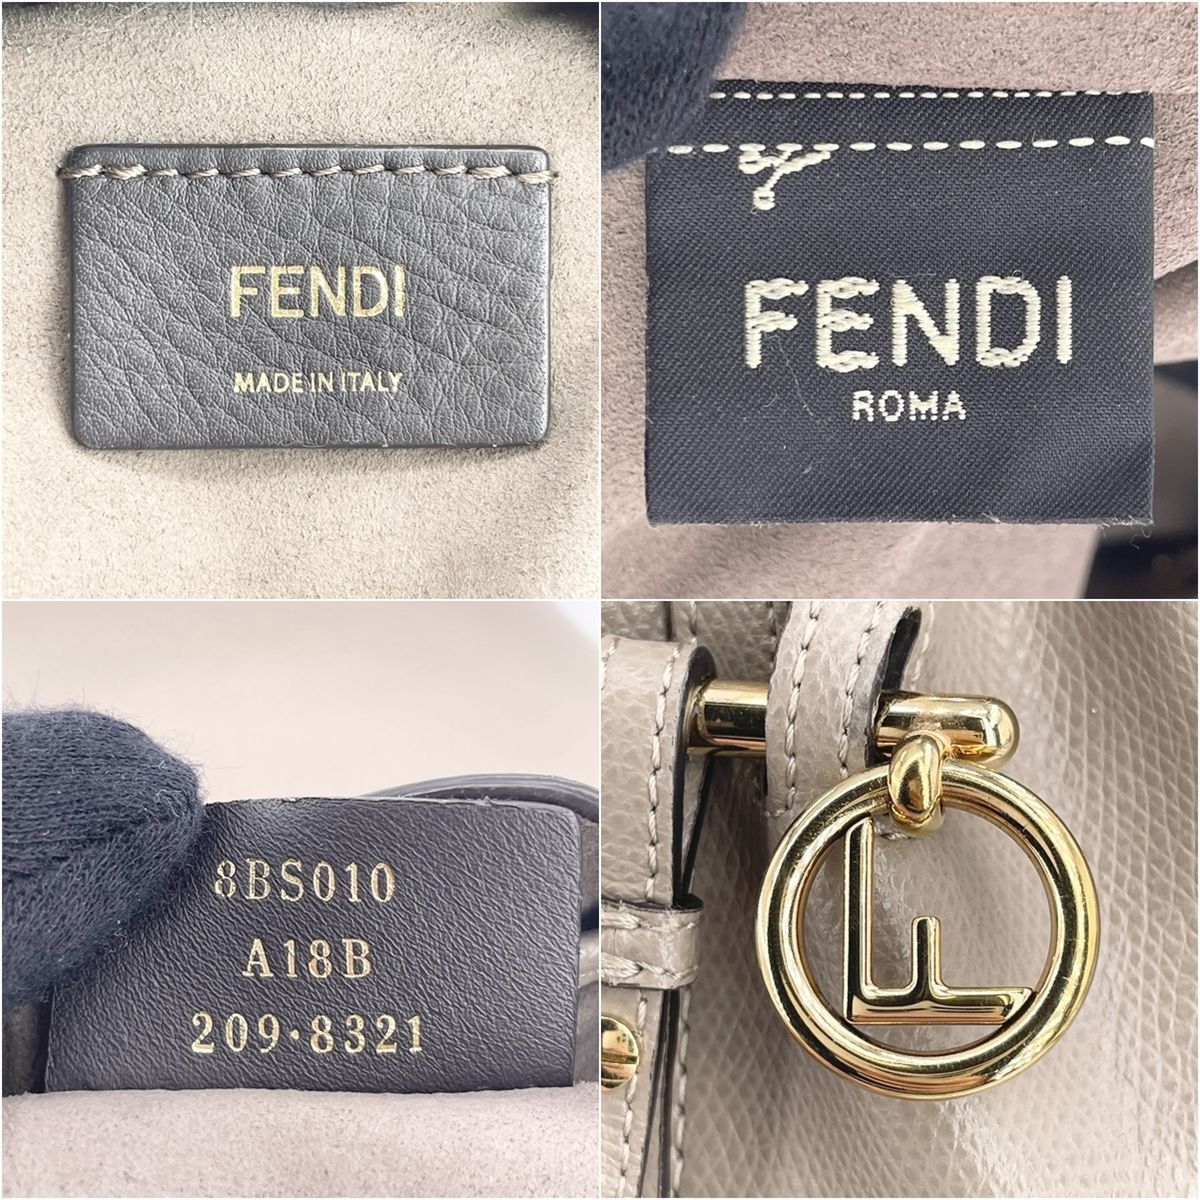 FENDI
MADE IN ITALY
FENDI
ROMA
8BS010
A18B
209·8321
F